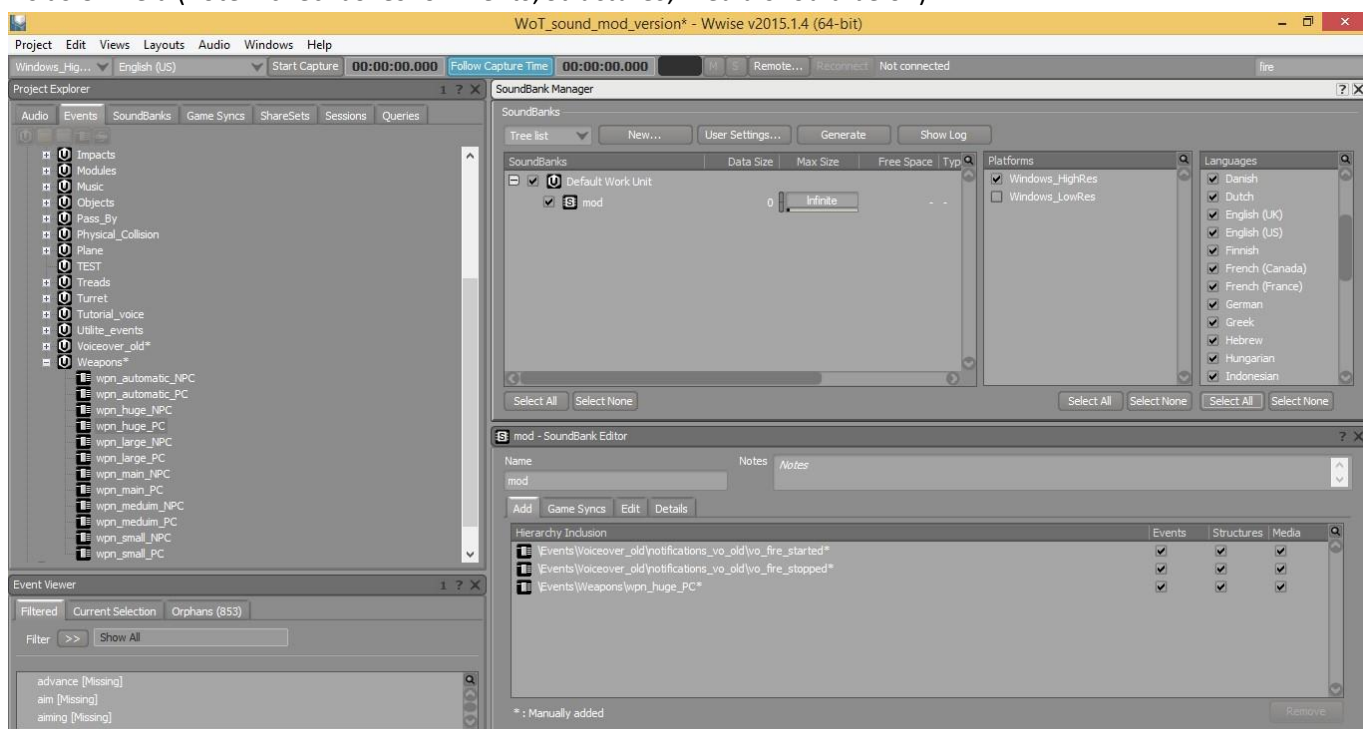 WoT_sound_mod_version* - Wwise v2015.1.4 (64-bit)
Project Edit Views Layouts Audio Windows Help
Windows_Hig... English (US) Start Capture 00:00:00.000 Follow Capture Time 00:00:00.000 M S Remote... Reconnect Not connected fire
Project Explorer 1 ? X
Audio Events SoundBanks Game Syncs ShareSets Sessions Queries
Impacts
Modules
Music
Objects
Pass_By
Physical_Collision
Plane
TEST
Treads
Turret
Tutorial_voice
Utilite_events
Voiceover_old*
Weapons*
wpn_automatic_NPC
wpn_automatic_PC
wpn_huge_NPC
wpn_huge_PC
wpn_large_NPC
wpn_large_PC
wpn_main_NPC
wpn_main_PC
wpn_meduim_NPC
wpn_meduim_PC
wpn_small_NPC
wpn_small_PC
Event Viewer 1 ? X
Filtered Current Selection Orphans (853)
Filter >> Show All
advance [Missing]
aim [Missing]
aiming [Missing]
SoundBank Manager ? X
SoundBanks
Tree list New... User Settings... Generate Show Log
SoundBanks Data Size Max Size Free Space Typ
Default Work Unit
mod 0 Infinite - -
Select All Select None
Platforms
Windows_HighRes
Windows_LowRes
Select All Select None
Languages
Danish
Dutch
English (UK)
English (US)
Finnish
French (Canada)
French (France)
German
Greek
Hebrew
Hungarian
Indonesian
Select All Select None
mod - SoundBank Editor ? X
Name Notes Notes
mod
Add Game Syncs Edit Details
Hierarchy Inclusion Events Structures Media
\Events\Voiceover_old\notifications_vo_old\vo_fire_started*
\Events\Voiceover_old\notifications_vo_old\vo_fire_stopped*
\Events\Weapons\wpn_huge_PC*
* : Manually added Remove